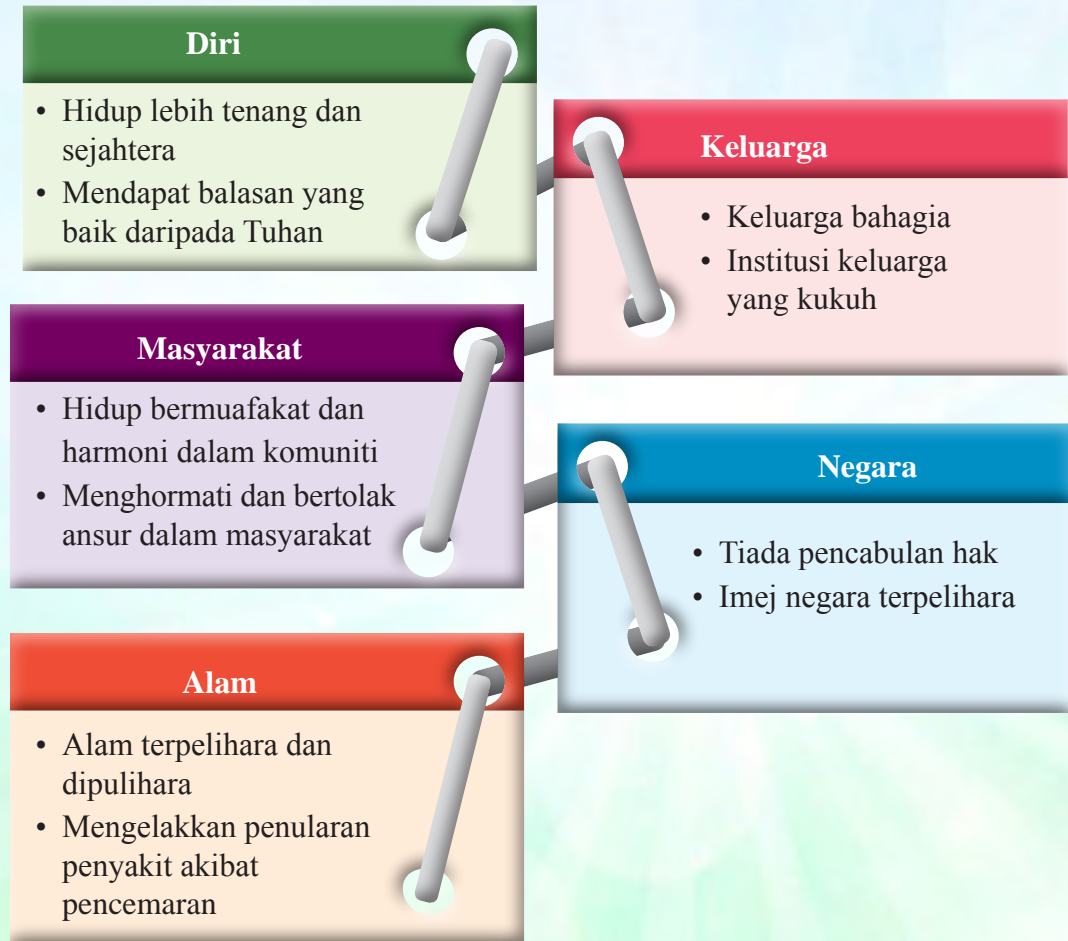 Diri
• Hidup lebih tenang dan
sejahtera
• Mendapat balasan yang
baik daripada Tuhan
Keluarga
• Keluarga bahagia
• Institusi keluarga
yang kukuh
Masyarakat
• Hidup bermuafakat dan
harmoni dalam komuniti
• Menghormati dan bertolak
ansur dalam masyarakat
Negara
• Tiada pencabulan hak
• Imej negara terpelihara
Alam
• Alam terpelihara dan
dipulihara
• Mengelakkan penularan
penyakit akibat
pencemaran